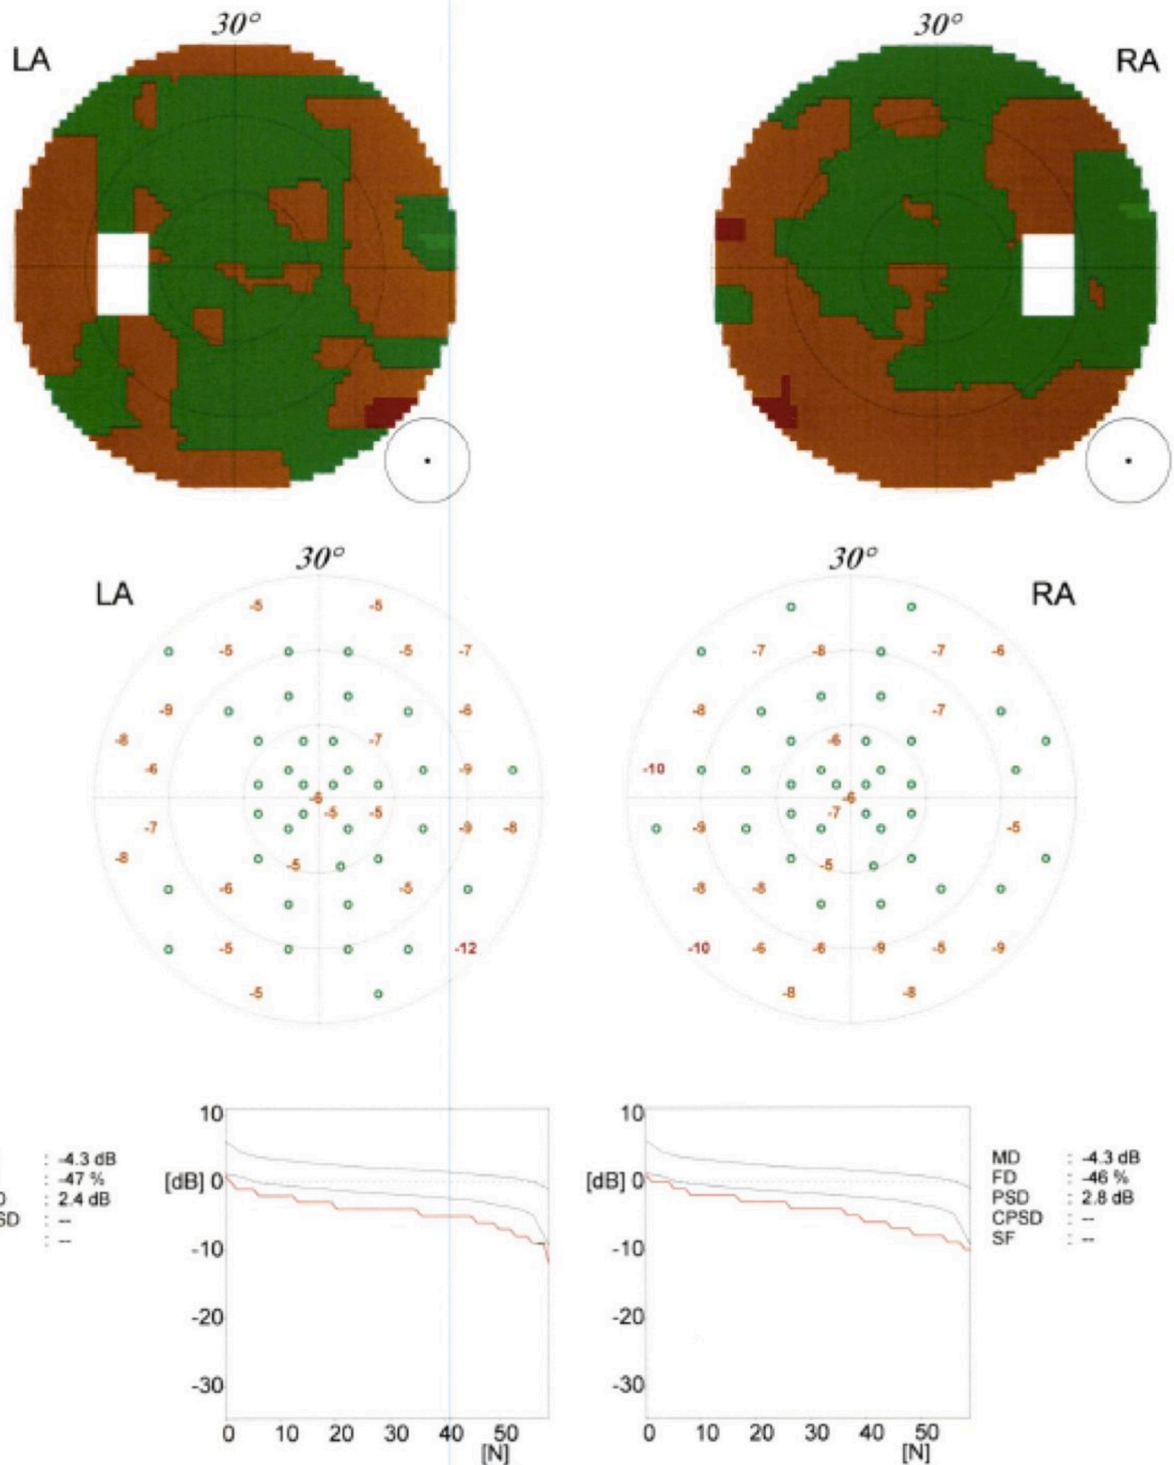 30°
LA
30°
RA
30°
LA
-5 -5
-5 -5 -7
-9 -6
-8 -7
-6 -9
-6
-5 -5
-7 -9 -8
-8
-5
-6 -5
-5 -12
-5
30°
RA
-7 -8 -7 -6
-8 -7
-6
-10
-6
-7
-9 -5
-5
-8 -8
-10 -6 -6 -9 -5 -9
-8 -8
: -4.3 dB
: -47 %
D : 2.4 dB
SD : --
: --
10
[dB] 0
-10
-20
-30
0 10 20 30 40 50
[N]
10
[dB] 0
-10
-20
-30
0 10 20 30 40 50
[N]
MD : -4.3 dB
FD : -46 %
PSD : 2.8 dB
CPSD : --
SF : --